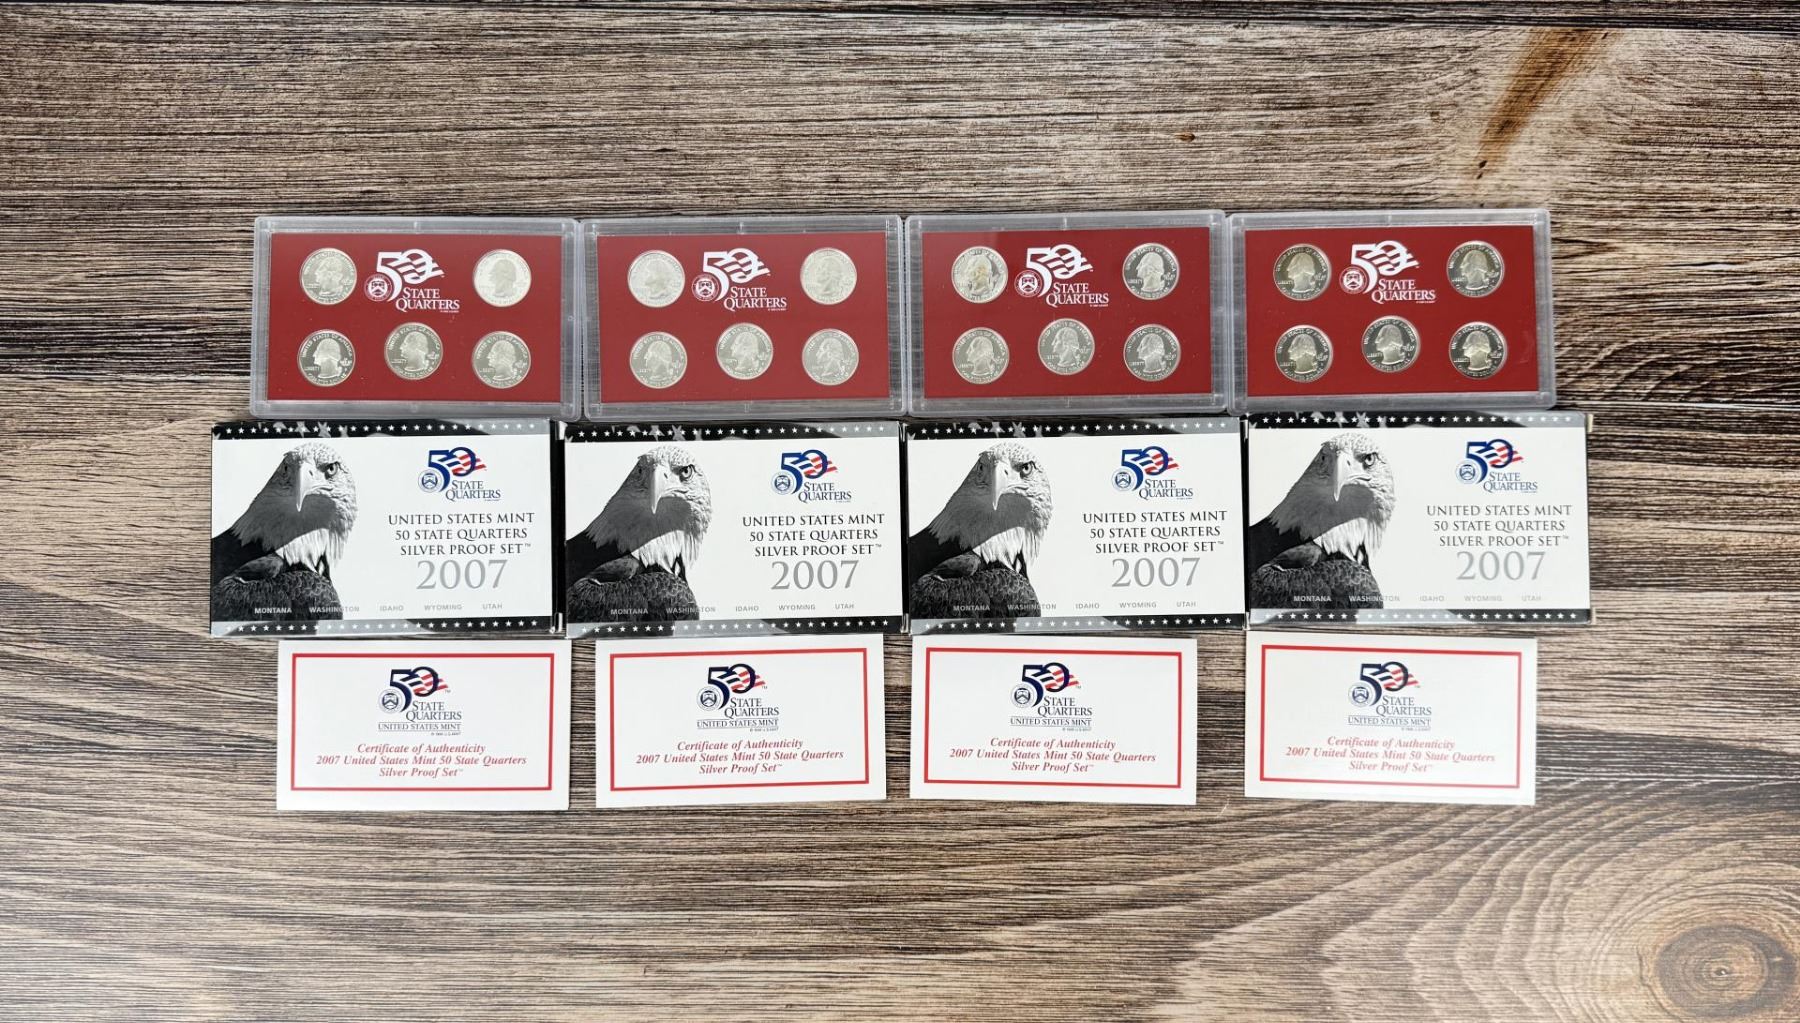 50
STATE
QUARTERS
50
STATE
QUARTERS
50
STATE
QUARTERS
50
STATE
QUARTERS
50
STATE
QUARTERS
UNITED STATES MINT
50 STATE QUARTERS
SILVER PROOF SET™
2007
MONTANA WASHINGTON IDAHO WYOMING UTAH
50
STATE
QUARTERS
UNITED STATES MINT
50 STATE QUARTERS
SILVER PROOF SET™
2007
MONTANA WASHINGTON IDAHO WYOMING UTAH
50
STATE
QUARTERS
UNITED STATES MINT
50 STATE QUARTERS
SILVER PROOF SET™
2007
MONTANA WASHINGTON IDAHO WYOMING UTAH
50
STATE
QUARTERS
UNITED STATES MINT
50 STATE QUARTERS
SILVER PROOF SET™
2007
MONTANA WASHINGTON IDAHO WYOMING UTAH
50
STATE
QUARTERS
UNITED STATES MINT
Certificate of Authenticity
2007 United States Mint 50 State Quarters
Silver Proof Set™
50
STATE
QUARTERS
UNITED STATES MINT
Certificate of Authenticity
2007 United States Mint 50 State Quarters
Silver Proof Set™
50
STATE
QUARTERS
UNITED STATES MINT
Certificate of Authenticity
2007 United States Mint 50 State Quarters
Silver Proof Set™
50
STATE
QUARTERS
UNITED STATES MINT
Certificate of Authenticity
2007 United States Mint 50 State Quarters
Silver Proof Set™